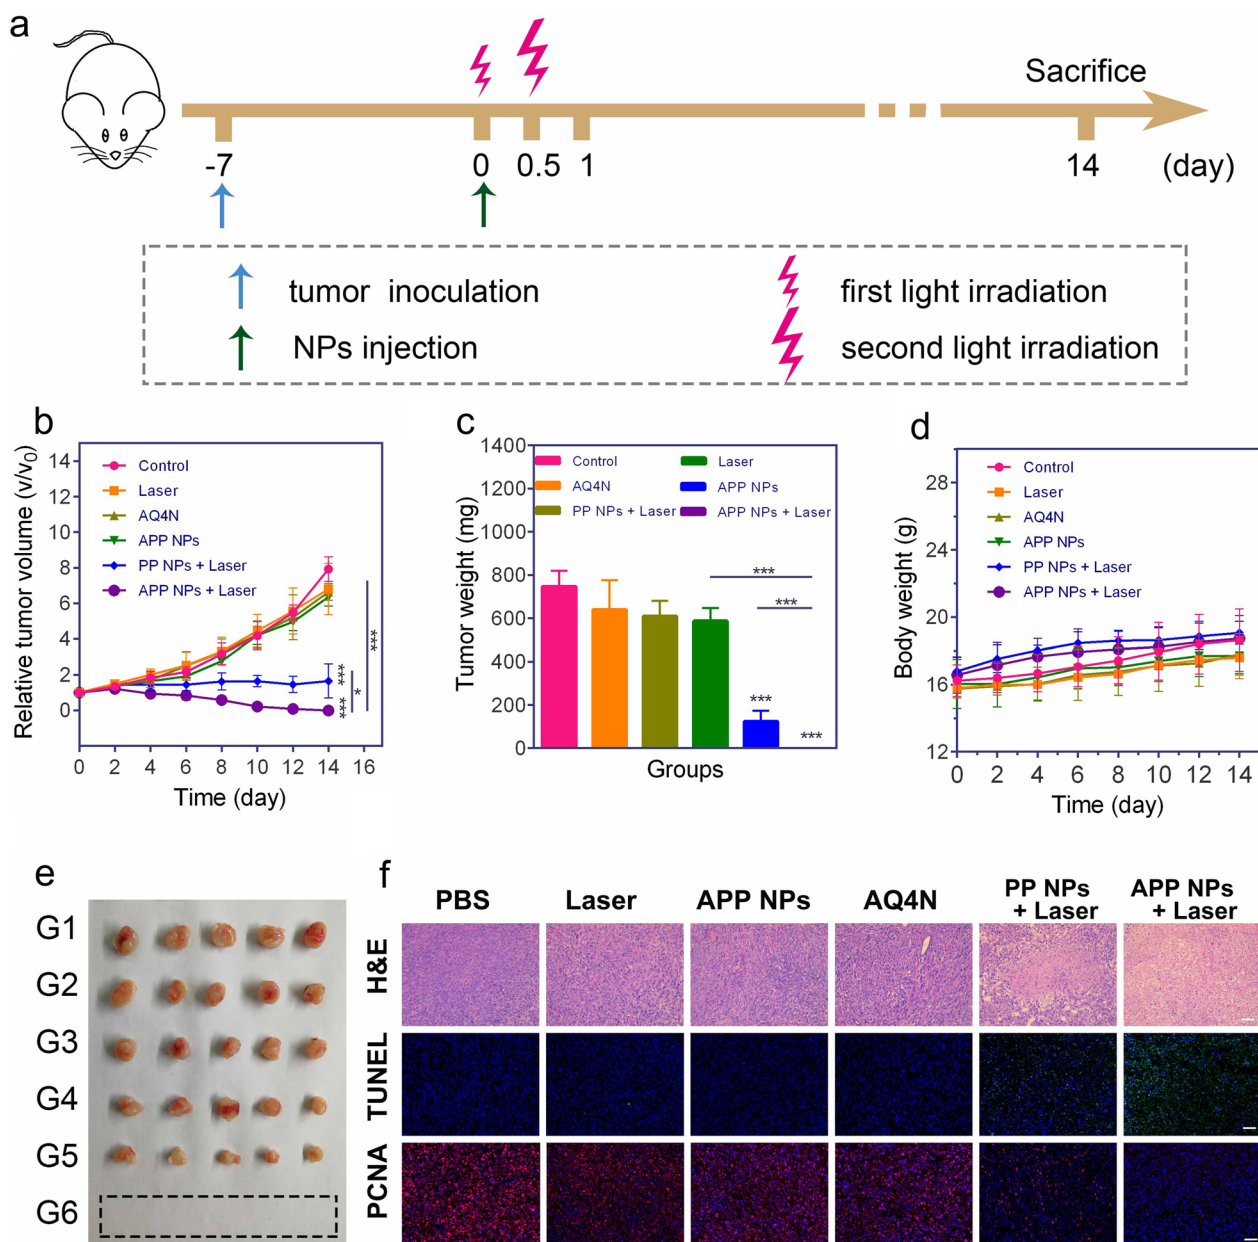 a
Sacrifice
-7
0
0.5
1
14
(day)
tumor inoculation
first light irradiation
NPs injection
second light irradiation
b
Relative tumor volume (v/v0)
14
12
10
8
6
4
2
0
Control
Laser
AQ4N
APP NPs
PP NPs + Laser
APP NPs + Laser
***
***
*
***
0 2 4 6 8 10 12 14 16
Time (day)
c
Tumor weight (mg)
1400
1200
1000
800
600
400
200
0
Control
Laser
AQ4N
APP NPs
PP NPs + Laser
APP NPs + Laser
***
***
***
***
Groups
d
Body weight (g)
28
24
20
16
12
Control
Laser
AQ4N
APP NPs
PP NPs + Laser
APP NPs + Laser
0 2 4 6 8 10 12 14
Time (day)
e
G1
G2
G3
G4
G5
G6
f
PBS
Laser
APP NPs
AQ4N
PP NPs
+ Laser
APP NPs
+ Laser
H&E
TUNEL
PCNA